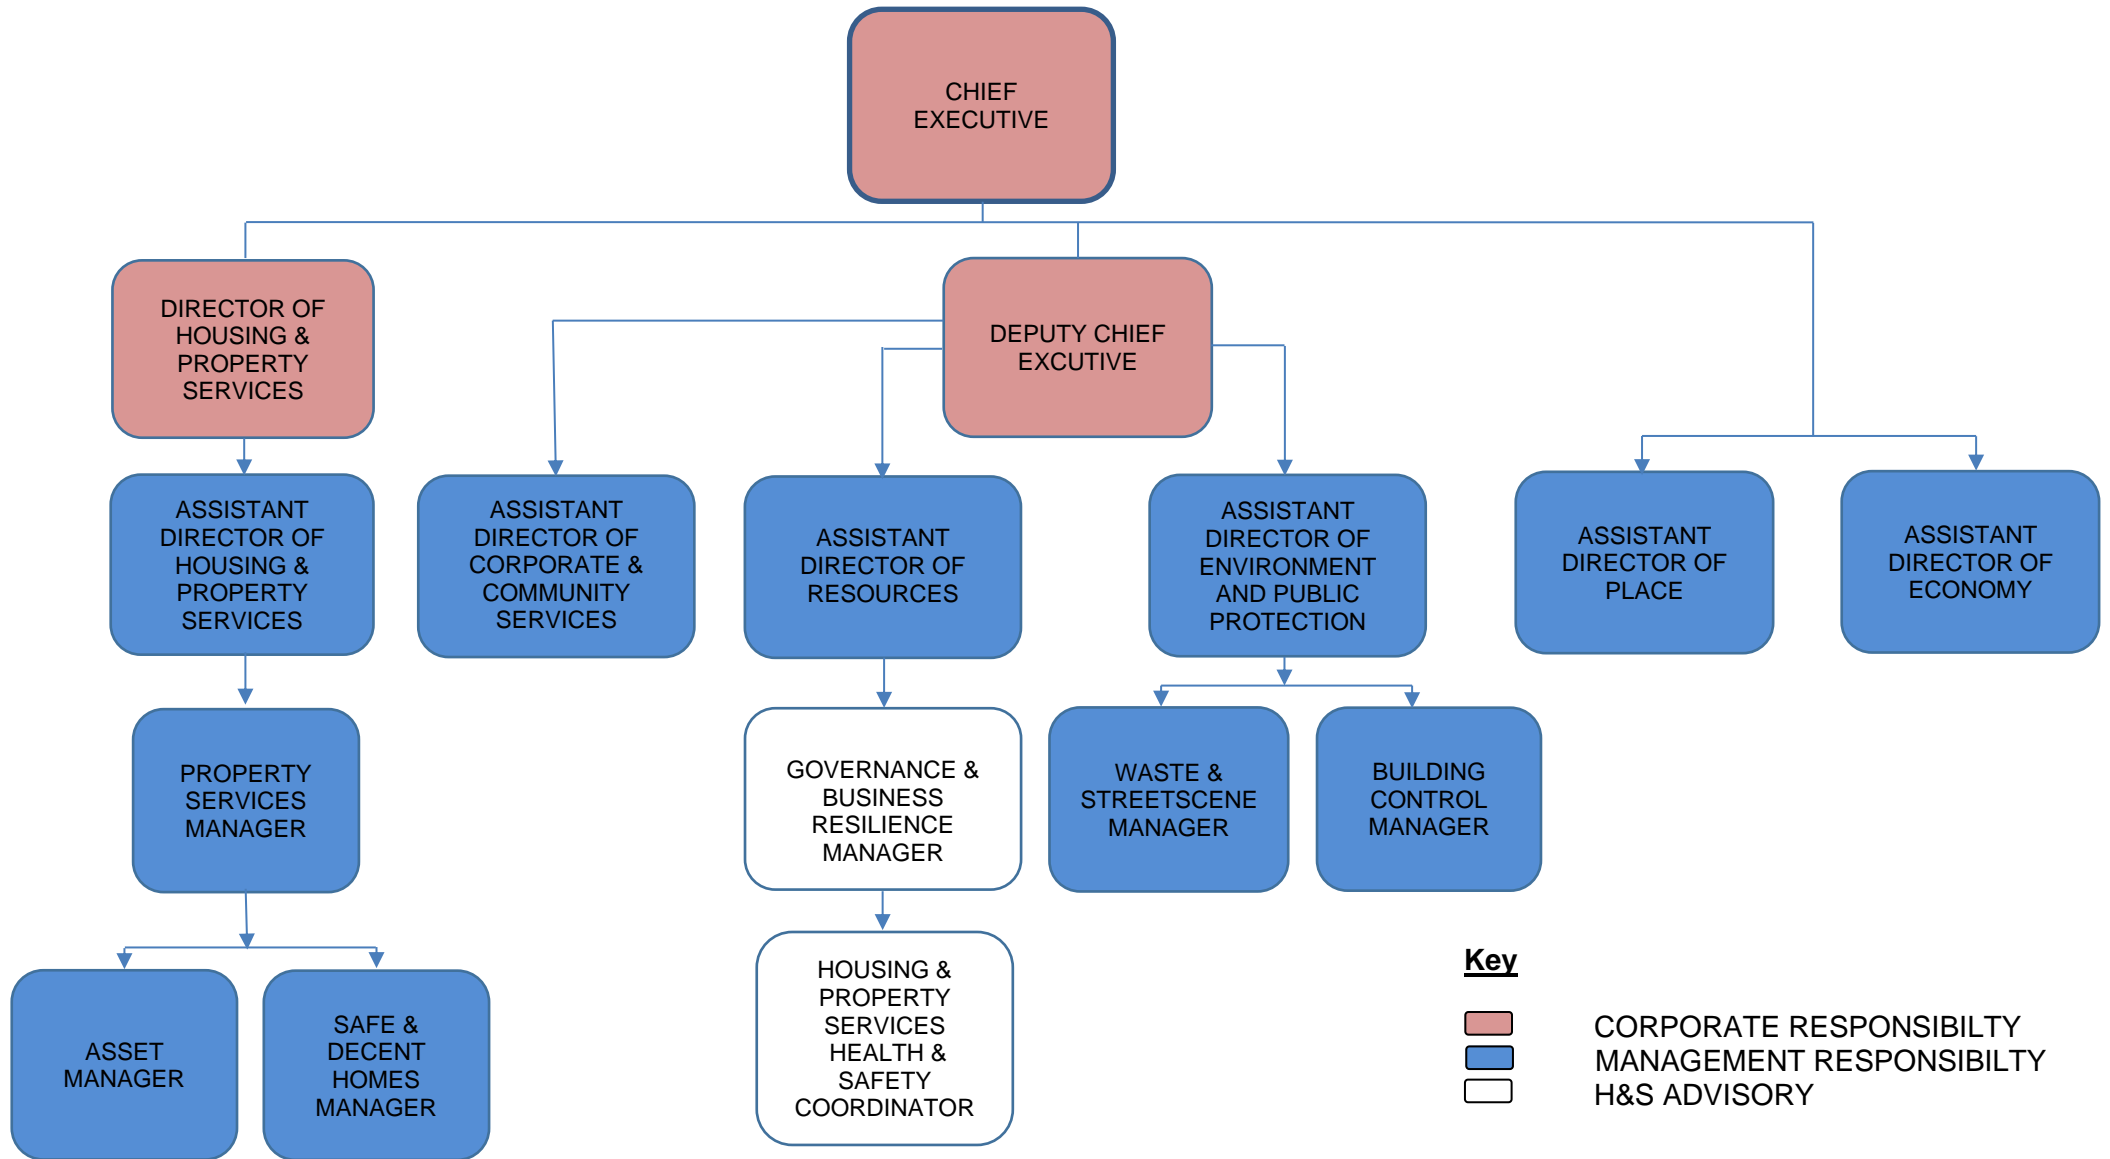 CHIEF
EXECUTIVE
DIRECTOR OF
HOUSING &
PROPERTY
SERVICES
DEPUTY CHIEF
EXCUTIVE
ASSISTANT
DIRECTOR OF
HOUSING &
PROPERTY
SERVICES
ASSISTANT
DIRECTOR OF
CORPORATE &
COMMUNITY
SERVICES
ASSISTANT
DIRECTOR OF
RESOURCES
ASSISTANT
DIRECTOR OF
ENVIRONMENT
AND PUBLIC
PROTECTION
ASSISTANT
DIRECTOR OF
PLACE
ASSISTANT
DIRECTOR OF
ECONOMY
PROPERTY
SERVICES
MANAGER
GOVERNANCE &
BUSINESS
RESILIENCE
MANAGER
WASTE &
STREETSCENE
MANAGER
BUILDING
CONTROL
MANAGER
ASSET
MANAGER
SAFE &
DECENT
HOMES
MANAGER
HOUSING &
PROPERTY
SERVICES
HEALTH &
SAFETY
COORDINATOR
Key
CORPORATE RESPONSIBILTY
MANAGEMENT RESPONSIBILTY
H&S ADVISORY